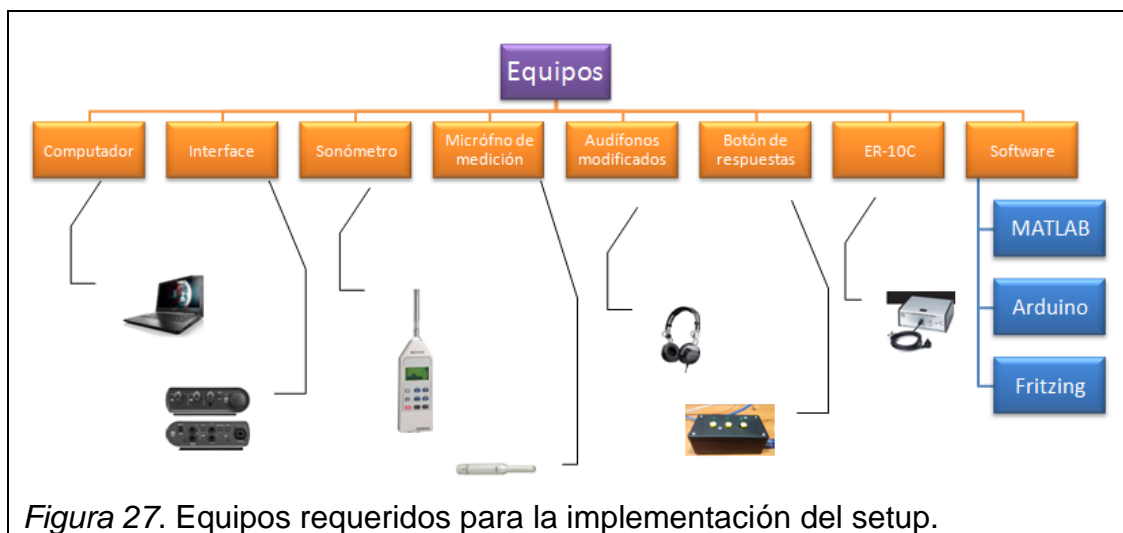 Equipos
Computador
Interface
Sonómetro
Micrófno de
medición
Audífonos
modificados
Botón de
respuestas
ER-10C
Software
MATLAB
Arduino
Fritzing
Figura 27. Equipos requeridos para la implementación del setup.